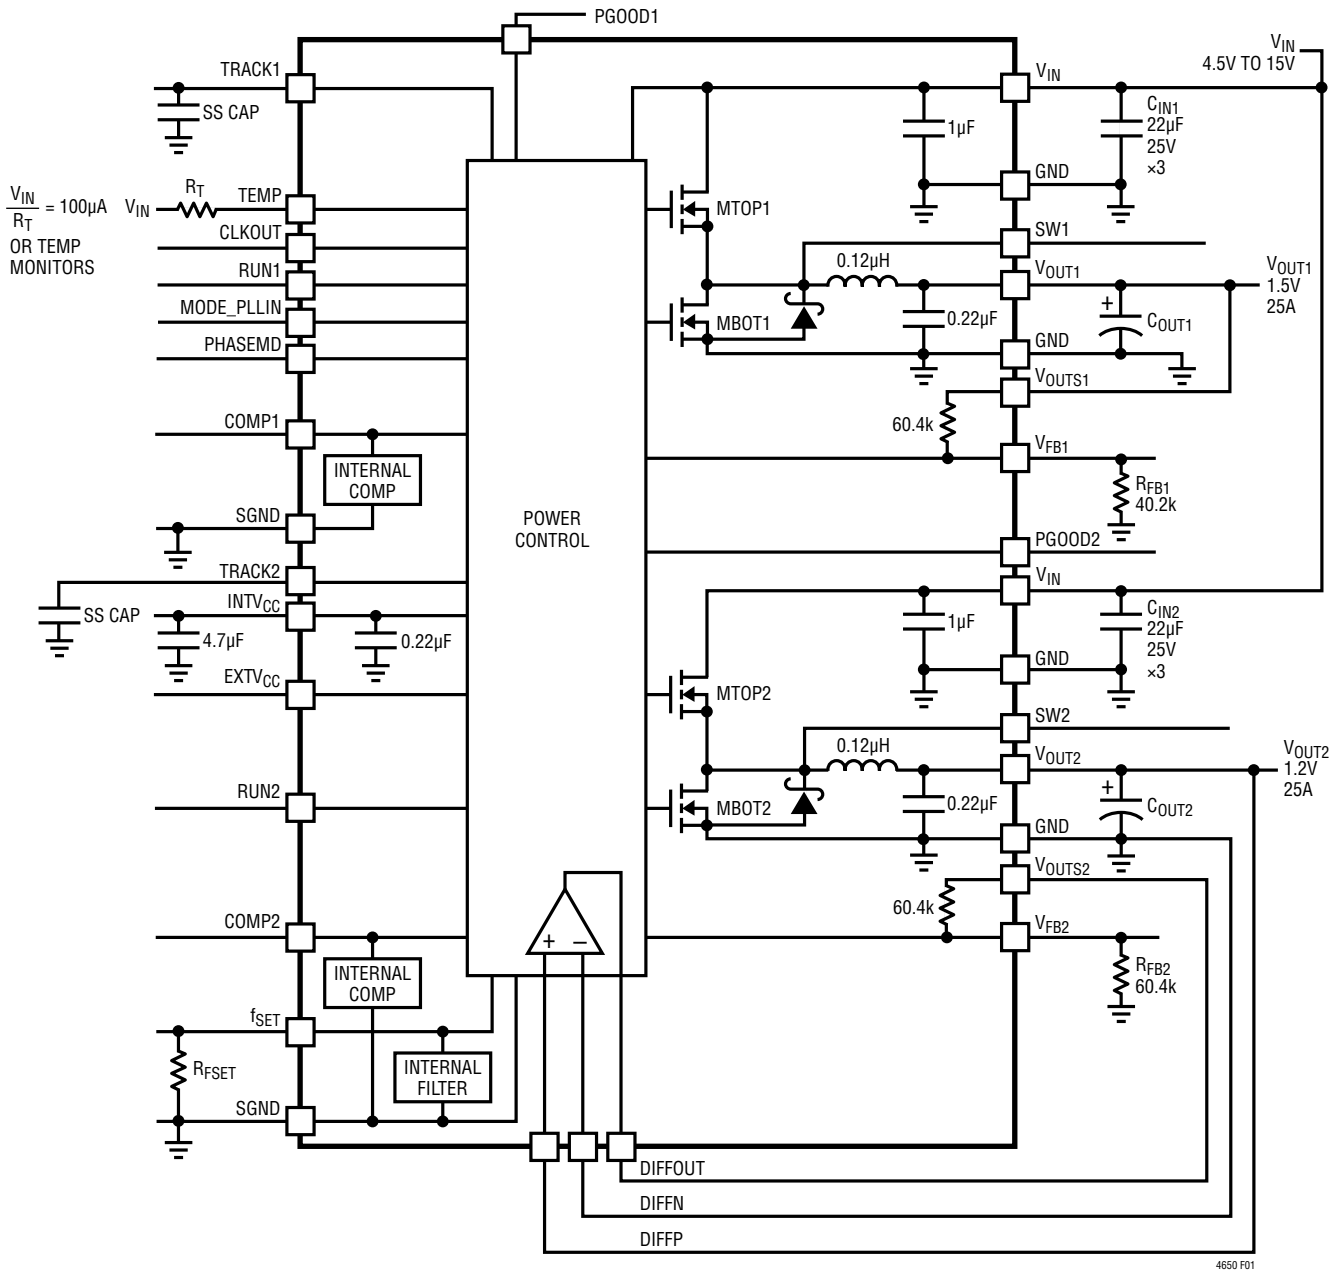 PGOOD1
TRACK1
SS CAP
V_IN
4.5V TO 15V
V_IN
C_IN1
22µF
25V
×3
1µF
GND
V_IN
R_T
= 100µA
OR TEMP
MONITORS
V_IN
R_T
TEMP
CLKOUT
RUN1
MODE_PLLIN
PHASEMD
MTOP1
SW1
0.12µH
V_OUT1
V_OUT1
1.5V
25A
MBOT1
0.22µF
C_OUT1
GND
V_OUTS1
60.4k
COMP1
INTERNAL
COMP
V_FB1
R_FB1
40.2k
SGND
POWER
CONTROL
PGOOD2
TRACK2
SS CAP
INTV_CC
4.7µF
0.22µF
EXTV_CC
V_IN
1µF
C_IN2
22µF
25V
×3
GND
MTOP2
SW2
0.12µH
V_OUT2
V_OUT2
1.2V
25A
RUN2
MBOT2
0.22µF
C_OUT2
GND
V_OUTS2
60.4k
COMP2
INTERNAL
COMP
+ –
V_FB2
R_FB2
60.4k
f_SET
R_FSET
INTERNAL
FILTER
SGND
DIFFOUT
DIFFN
DIFFP
4650 F01